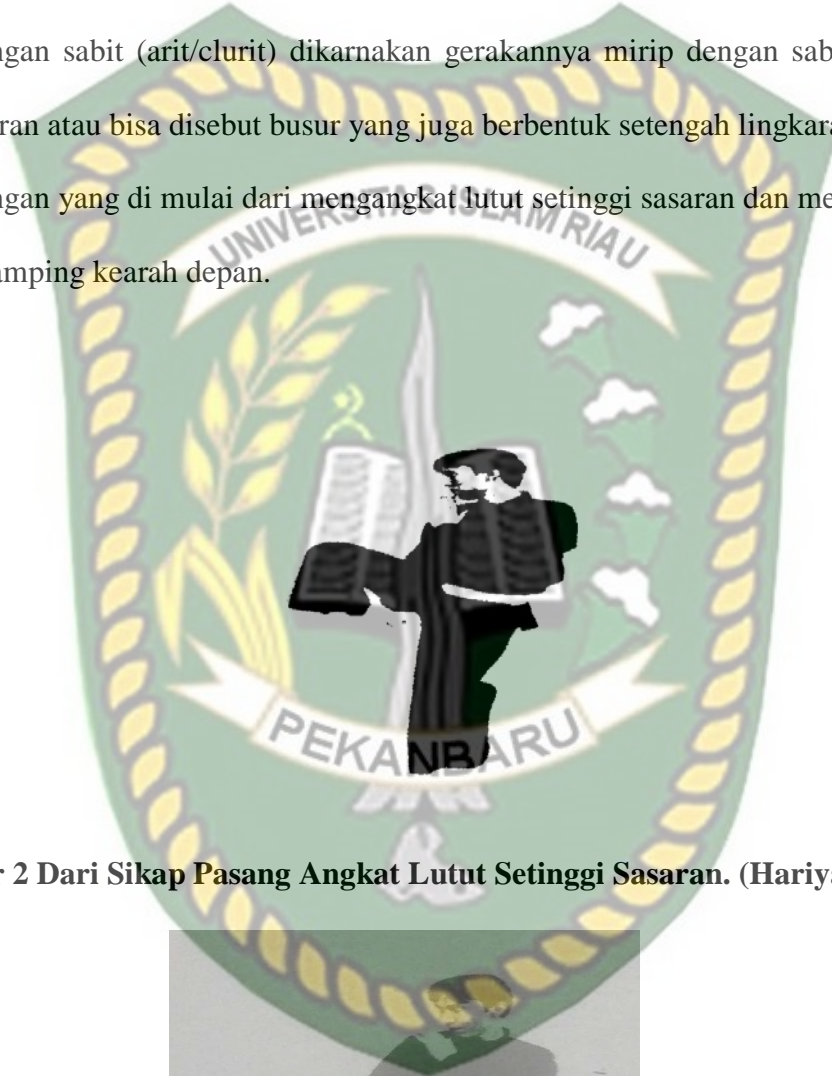 ngan sabit (arit/clurit) dikarnakan gerakannya mirip dengan sab
ran atau bisa disebut busur yang juga berbentuk setengah lingkara
ngan yang di mulai dari mengangkat lutut setinggi sasaran dan me
amping kearah depan.
UNIVERSITAS ISLAM RIAU
PEKANBARU
r 2 Dari Sikap Pasang Angkat Lutut Setinggi Sasaran. (Hariya